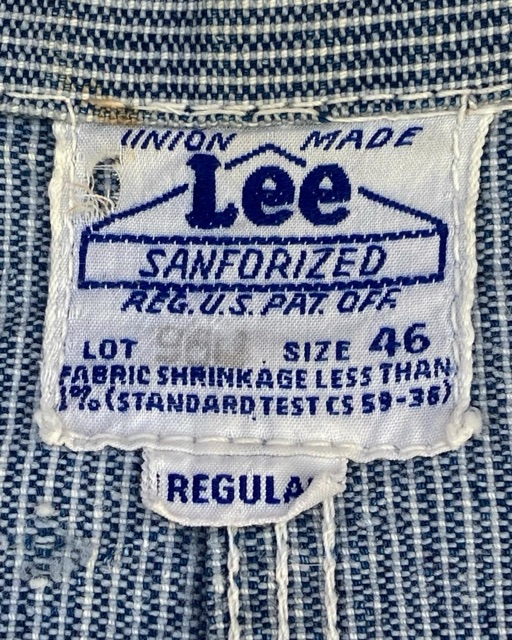 UNION MADE
Lee
SANFORIZED
REG. U.S. PAT. OFF.
LOT SIZE 46
FABRIC SHRINKAGE LESS THAN
1% (STANDARD TEST CS 59-36)
REGULA